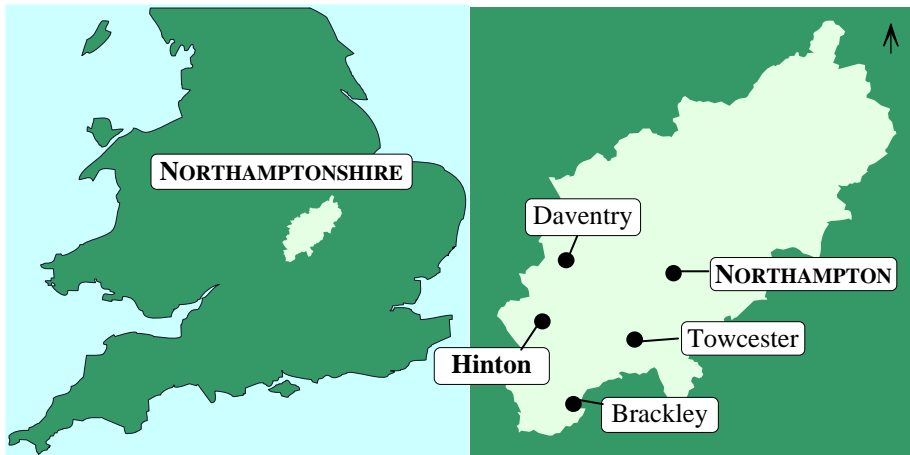 NORTHAMPTONSHIRE
Daventry
NORTHAMPTON
Towcester
Hinton
Brackley